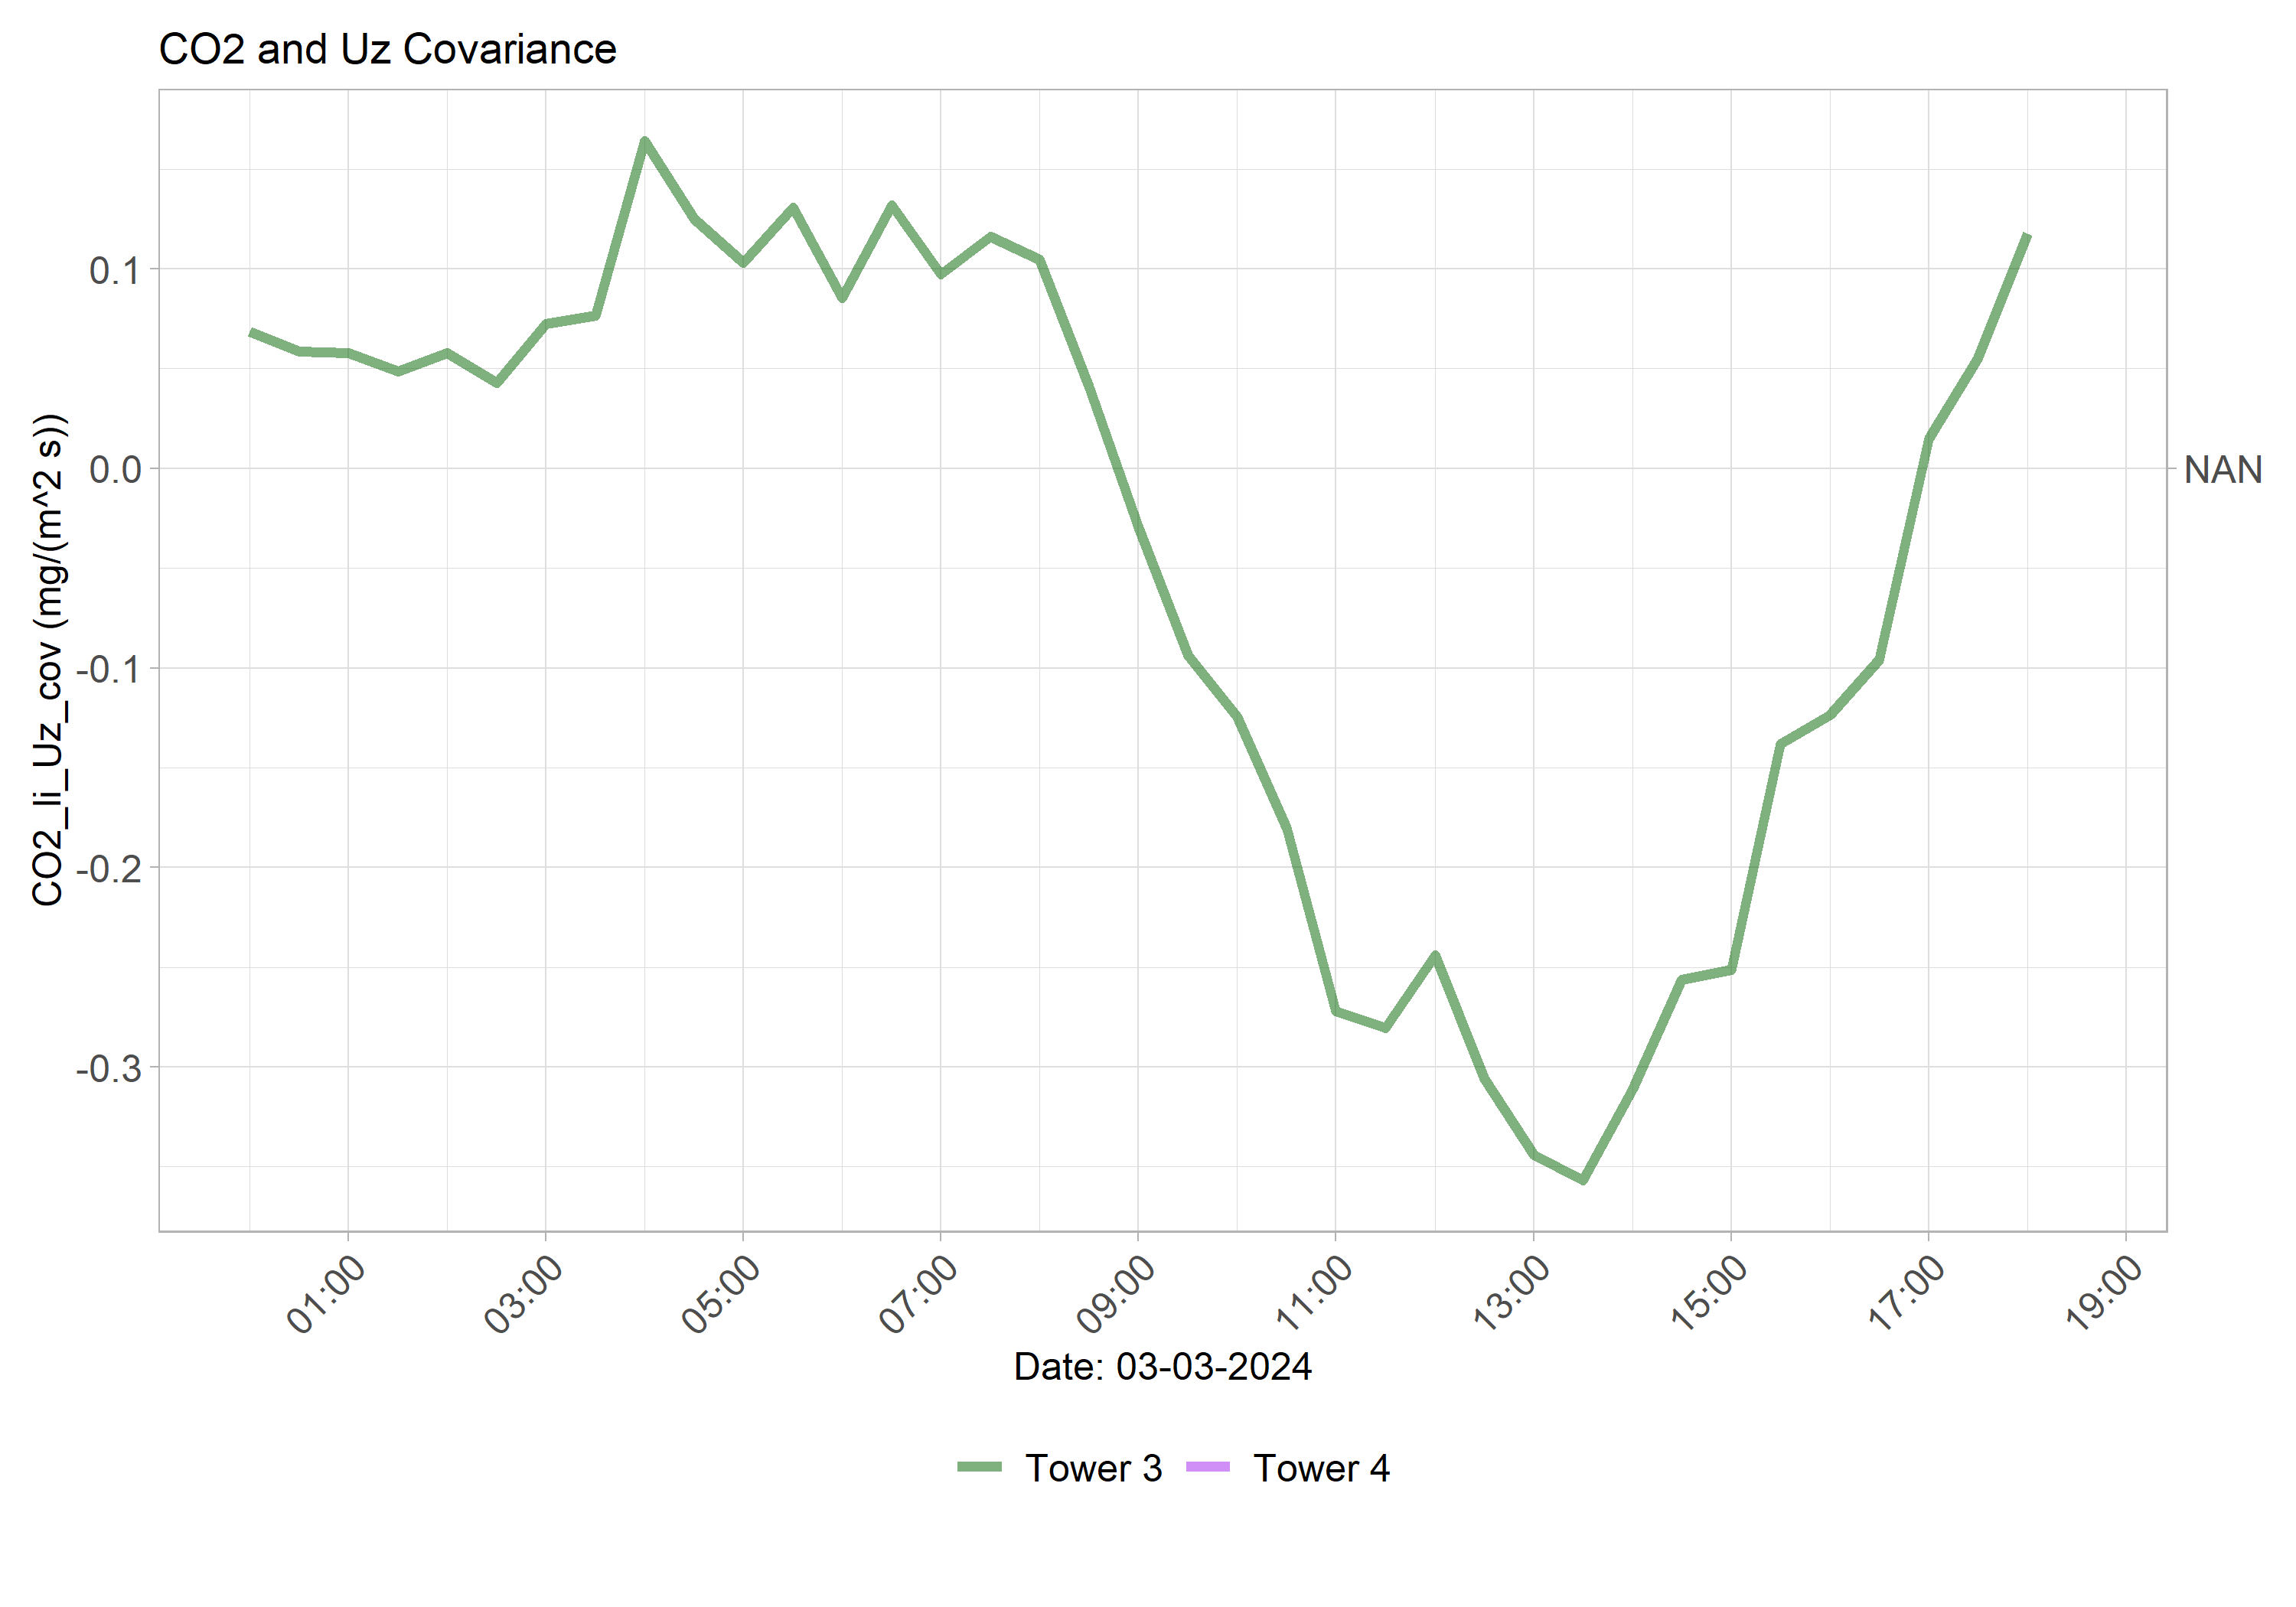 CO2 and Uz Covariance
CO2_li_Uz_cov (mg/(m^2 s))
0.1
0.0
-0.1
-0.2
-0.3
NAN
01:00
03:00
05:00
07:00
09:00
11:00
13:00
15:00
17:00
19:00
Date: 03-03-2024
Tower 3
Tower 4